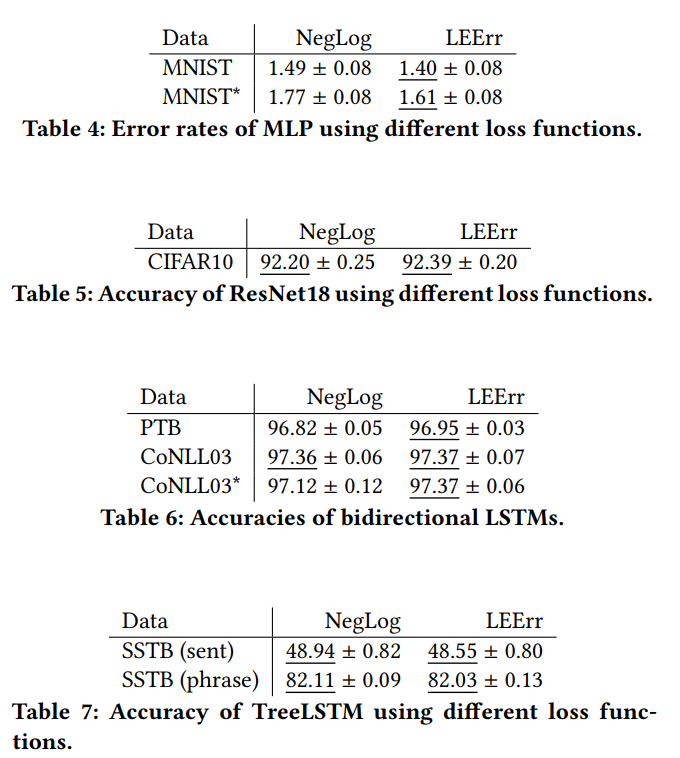 Data NegLog LEErr
MNIST 1.49 ± 0.08 1.40 ± 0.08
MNIST* 1.77 ± 0.08 1.61 ± 0.08
Table 4: Error rates of MLP using different loss functions.
Data NegLog LEErr
CIFAR10 92.20 ± 0.25 92.39 ± 0.20
Table 5: Accuracy of ResNet18 using different loss functions.
Data NegLog LEErr
PTB 96.82 ± 0.05 96.95 ± 0.03
CoNLL03 97.36 ± 0.06 97.37 ± 0.07
CoNLL03* 97.12 ± 0.12 97.37 ± 0.06
Table 6: Accuracies of bidirectional LSTMs.
Data NegLog LEErr
SSTB (sent) 48.94 ± 0.82 48.55 ± 0.80
SSTB (phrase) 82.11 ± 0.09 82.03 ± 0.13
Table 7: Accuracy of TreeLSTM using different loss func-
tions.